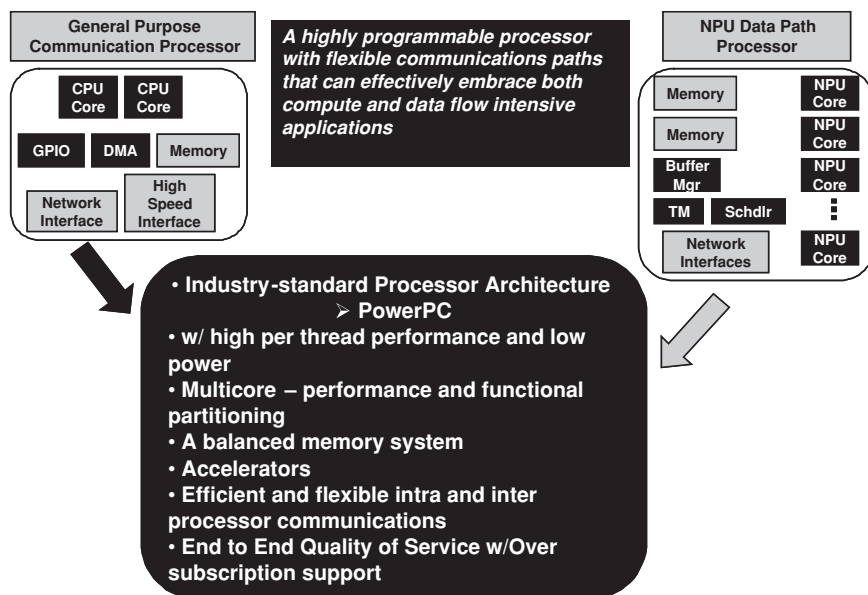 General Purpose
Communication Processor
CPU
Core
CPU
Core
GPIO
DMA
Memory
Network
Interface
High
Speed
Interface
A highly programmable processor
with flexible communications paths
that can effectively embrace both
compute and data flow intensive
applications
NPU Data Path
Processor
Memory
NPU
Core
Memory
NPU
Core
Buffer
Mgr
NPU
Core
TM
Schdlr
Network
Interfaces
NPU
Core
• Industry-standard Processor Architecture
➢ PowerPC
• w/ high per thread performance and low
power
• Multicore – performance and functional
partitioning
• A balanced memory system
• Accelerators
• Efficient and flexible intra and inter
processor communications
• End to End Quality of Service w/Over
subscription support